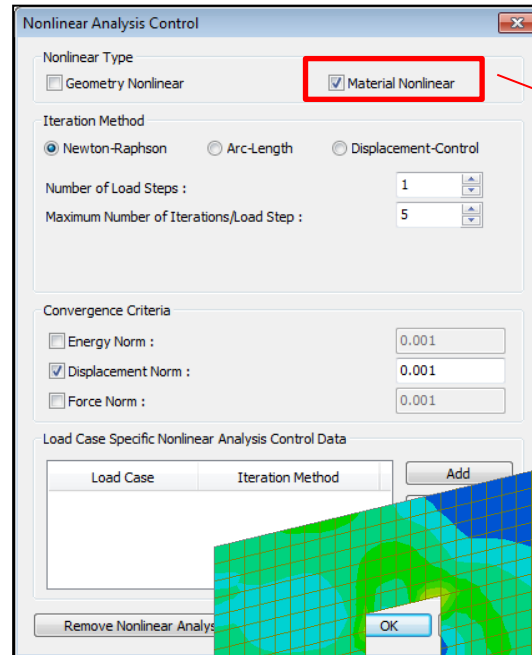 Nonlinear Analysis Control
Nonlinear Type
Geometry Nonlinear
Material Nonlinear
Iteration Method
Newton-Raphson Arc-Length Displacement-Control
Number of Load Steps : 1
Maximum Number of Iterations/Load Step : 5
Convergence Criteria
Energy Norm : 0.001
Displacement Norm : 0.001
Force Norm : 0.001
Load Case Specific Nonlinear Analysis Control Data
Load Case Iteration Method Add
Remove Nonlinear OK